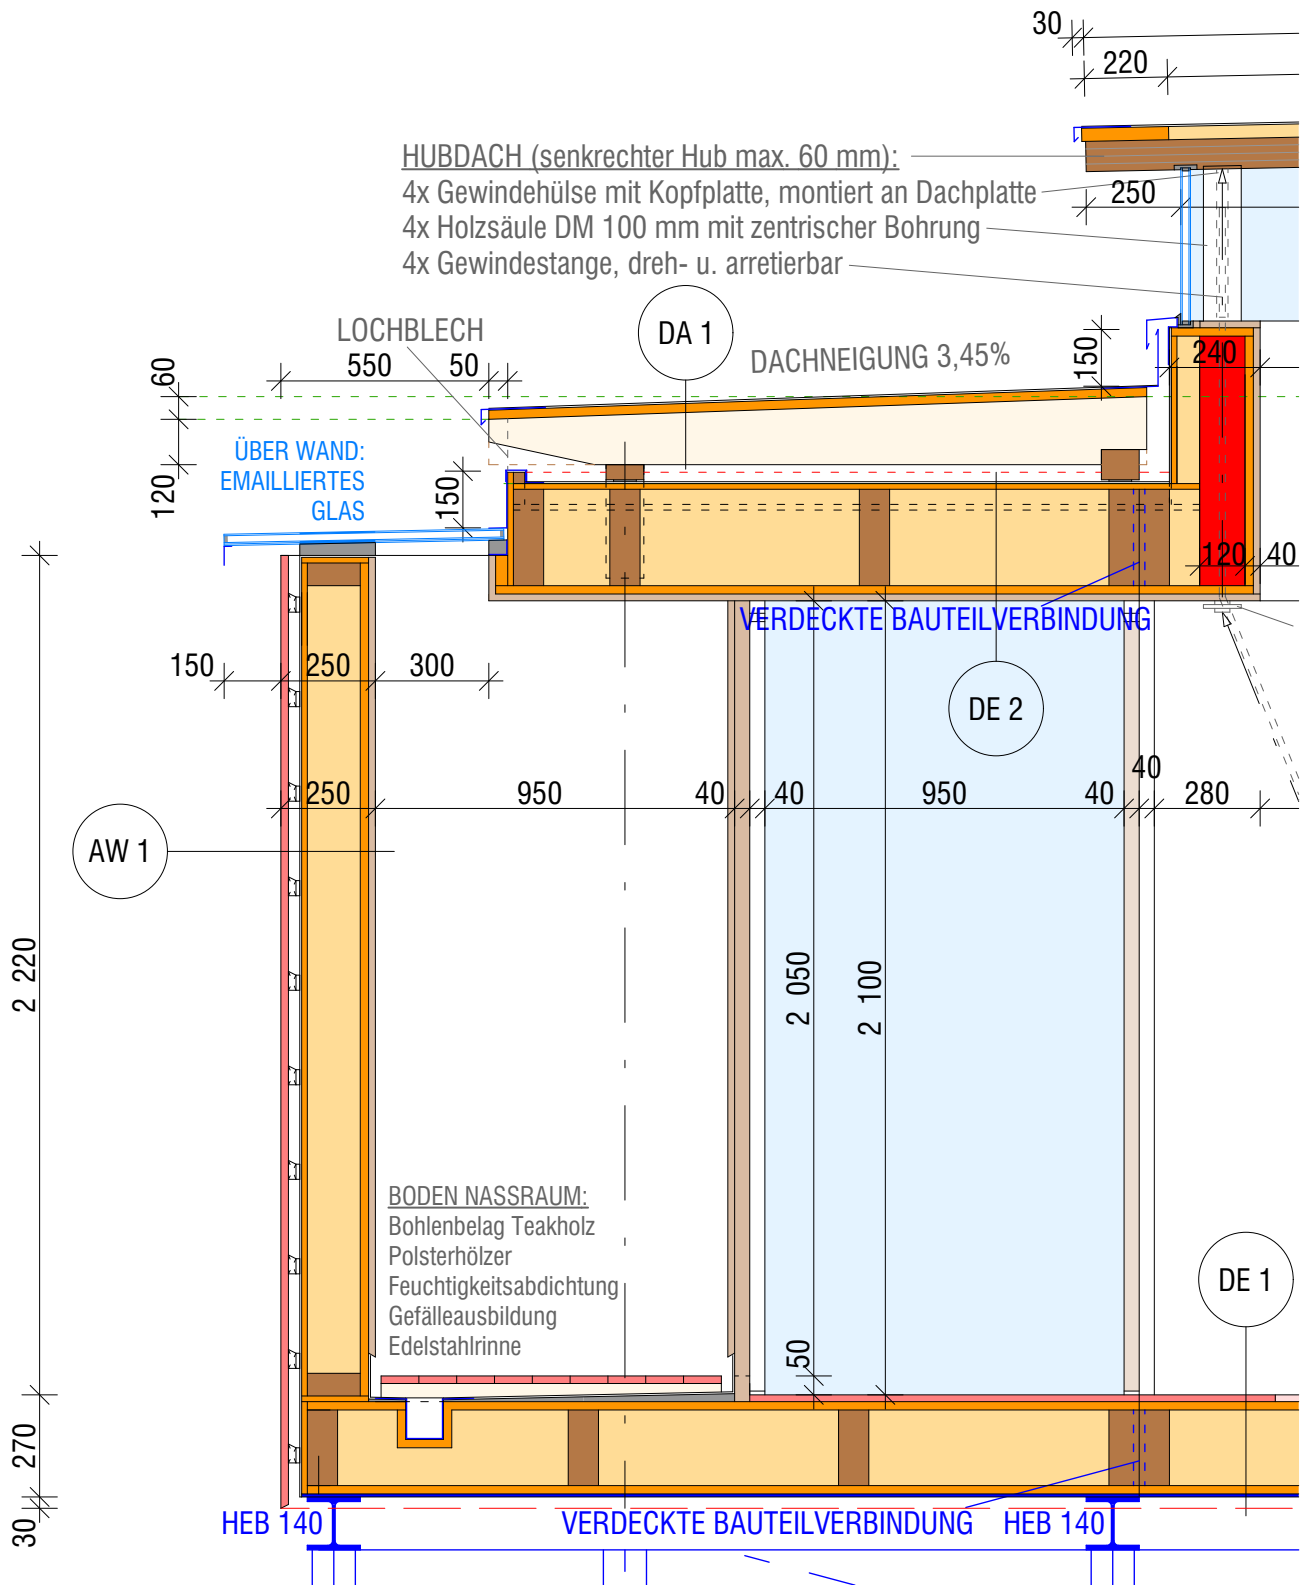 30
220
HUBDACH (senkrechter Hub max. 60 mm):
4x Gewindehülse mit Kopfplatte, montiert an Dachplatte
4x Holzsäule DM 100 mm mit zentrischer Bohrung
4x Gewindestange, dreh- u. arretierbar
250
LOCHBLECH
DA 1
DACHNEIGUNG 3,45%
150
240
550
50
60
120
ÜBER WAND:
EMAILLIERTES
GLAS
150
120
40
VERDECKTE BAUTEILVERBINDUNG
150
250
300
DE 2
250
950
40
40
950
40
40
280
AW 1
2 220
2 050
2 100
BODEN NASSRAUM:
Bohlenbelag Teakholz
Polsterhölzer
Feuchtigkeitsabdichtung
Gefälleausbildung
Edelstahlrinne
50
DE 1
270
30
HEB 140
VERDECKTE BAUTEILVERBINDUNG
HEB 140